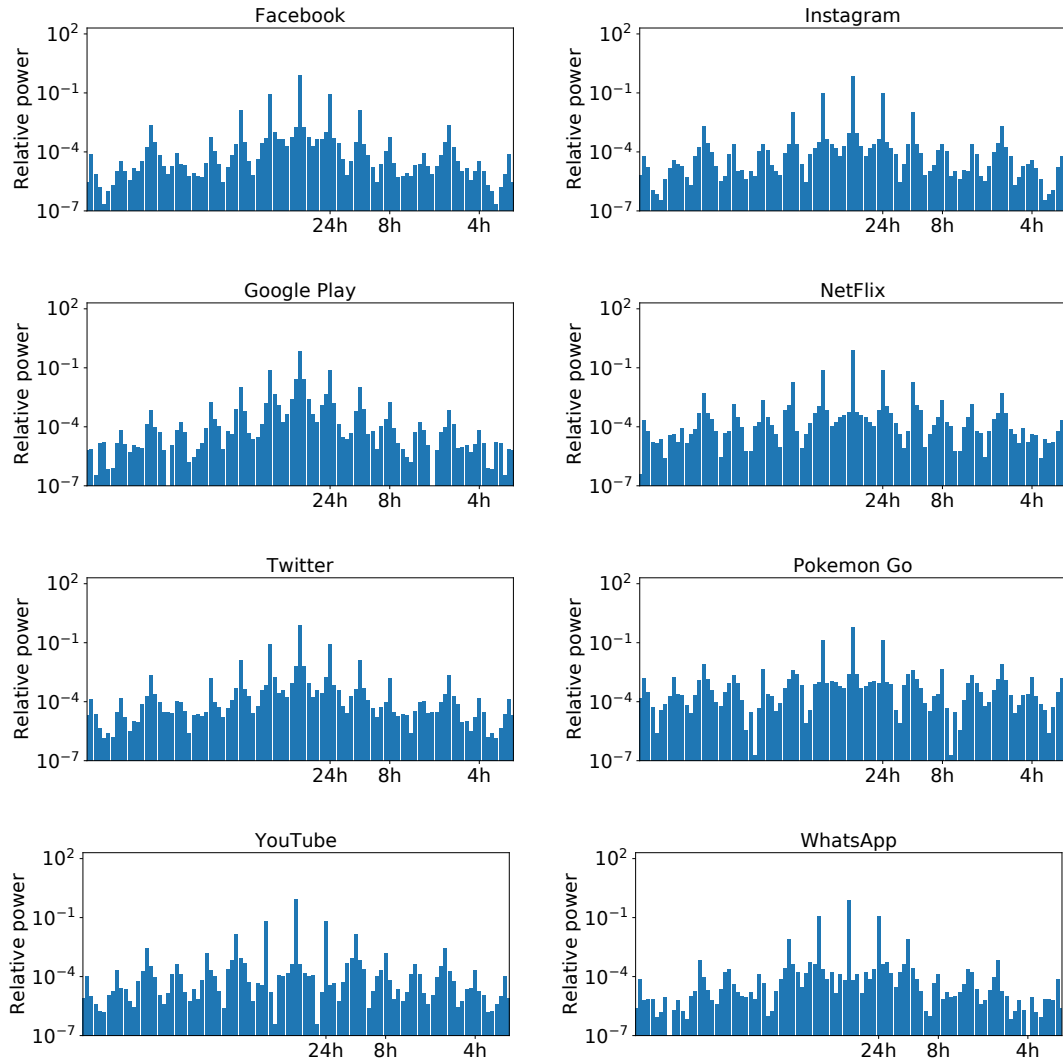 Facebook
Instagram
10²
10⁻¹
10⁻⁴
10⁻⁷
Relative power
24h 8h 4h
10²
10⁻¹
10⁻⁴
10⁻⁷
Relative power
24h 8h 4h
Google Play
NetFlix
10²
10⁻¹
10⁻⁴
10⁻⁷
Relative power
24h 8h 4h
10²
10⁻¹
10⁻⁴
10⁻⁷
Relative power
24h 8h 4h
Twitter
Pokemon Go
10²
10⁻¹
10⁻⁴
10⁻⁷
Relative power
24h 8h 4h
10²
10⁻¹
10⁻⁴
10⁻⁷
Relative power
24h 8h 4h
YouTube
WhatsApp
10²
10⁻¹
10⁻⁴
10⁻⁷
Relative power
24h 8h 4h
10²
10⁻¹
10⁻⁴
10⁻⁷
Relative power
24h 8h 4h